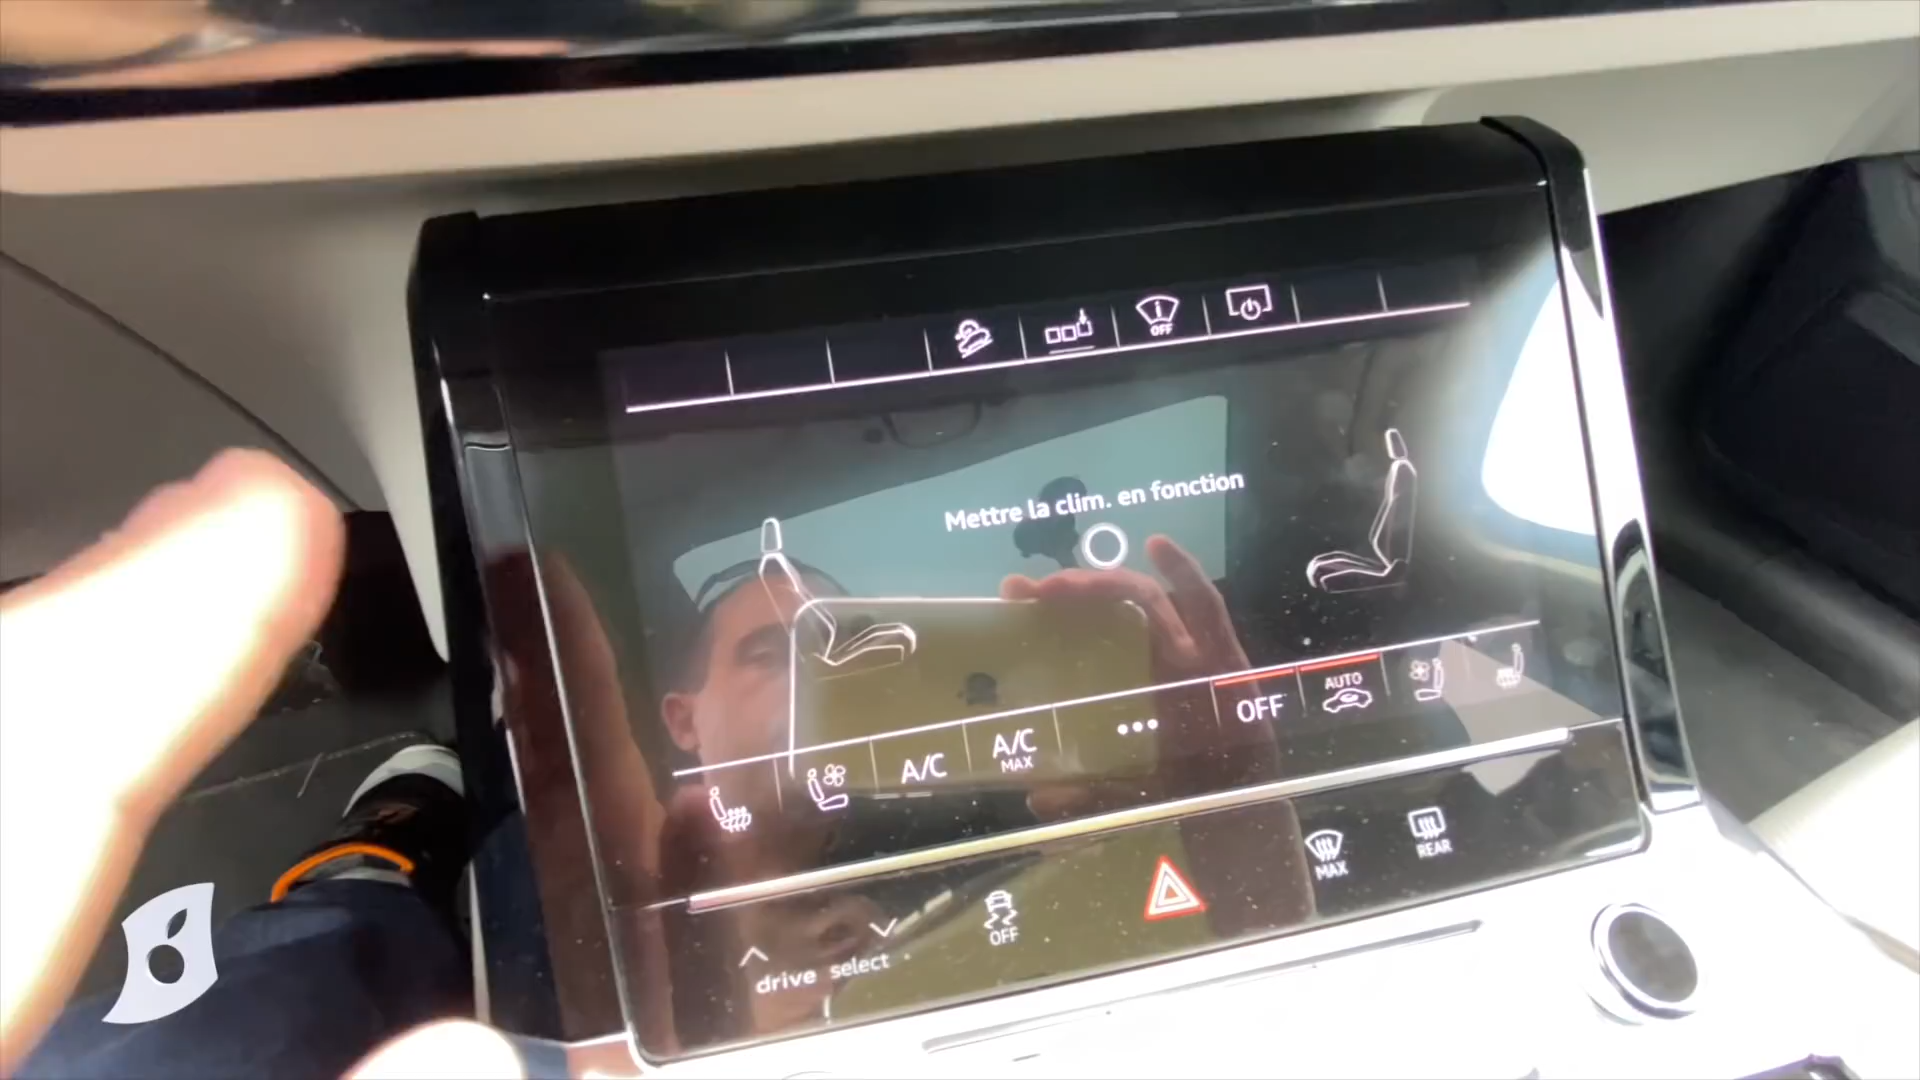 OFF
Mettre la clim. en fonction
A/C
A/C
MAX
OFF
AUTO
OFF
MAX
REAR
drive select